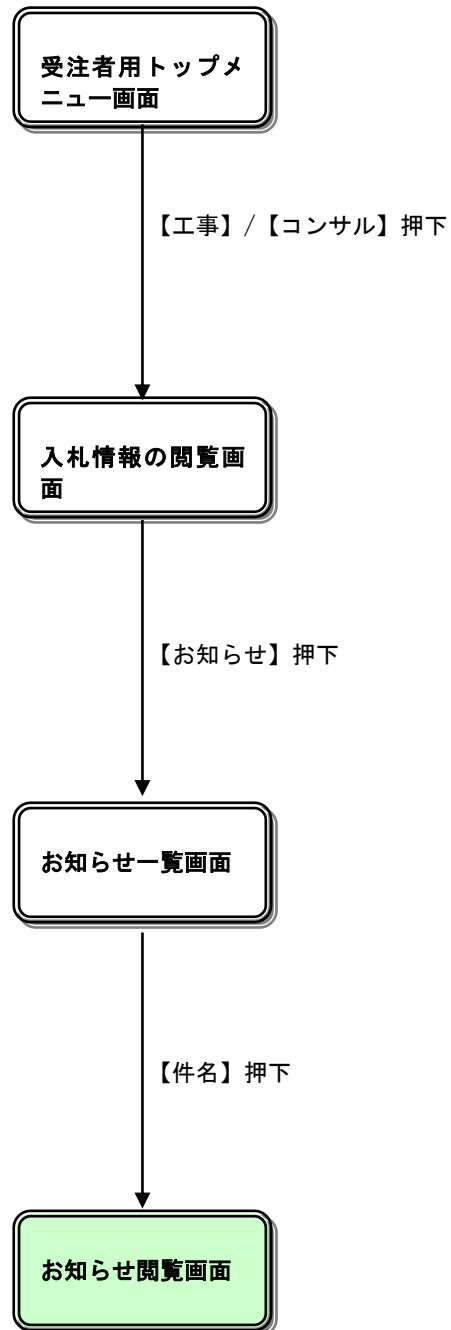 受注者用トップメ
ニュー画面
【工事】/【コンサル】押下
入札情報の閲覧画
面
【お知らせ】押下
お知らせ一覧画面
【件名】押下
お知らせ閲覧画面